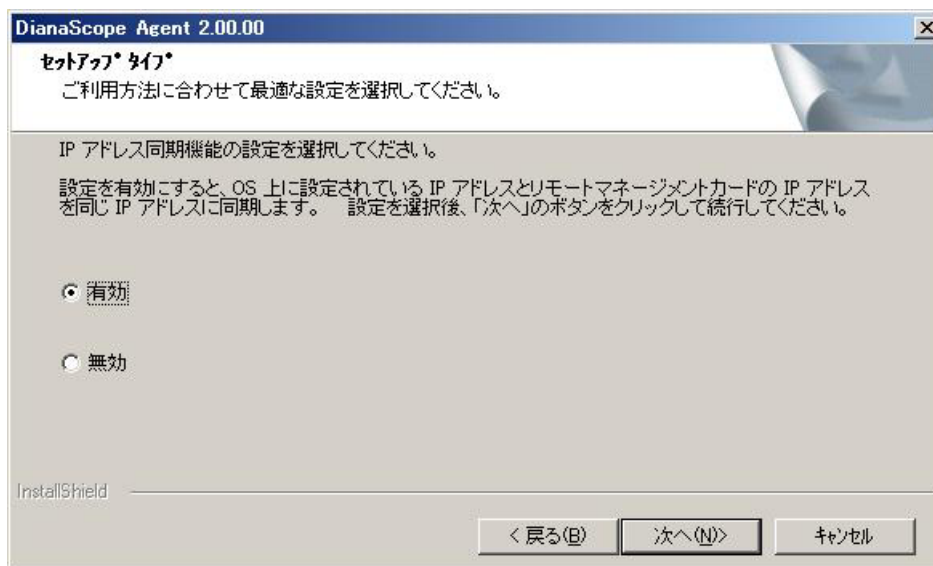 DianaScope Agent 2.00.00
セットアップ タイプ
ご利用方法に合わせて最適な設定を選択してください。
IP アドレス同期機能の設定を選択してください。
設定を有効にすると、OS 上に設定されている IP アドレスとリモートマネージメントカードの IP アドレス
を同じ IP アドレスに同期します。 設定を選択後、「次へ」のボタンをクリックして続行してください。
有効
無効
InstallShield
< 戻る(B)
次へ(N)>
キャンセル